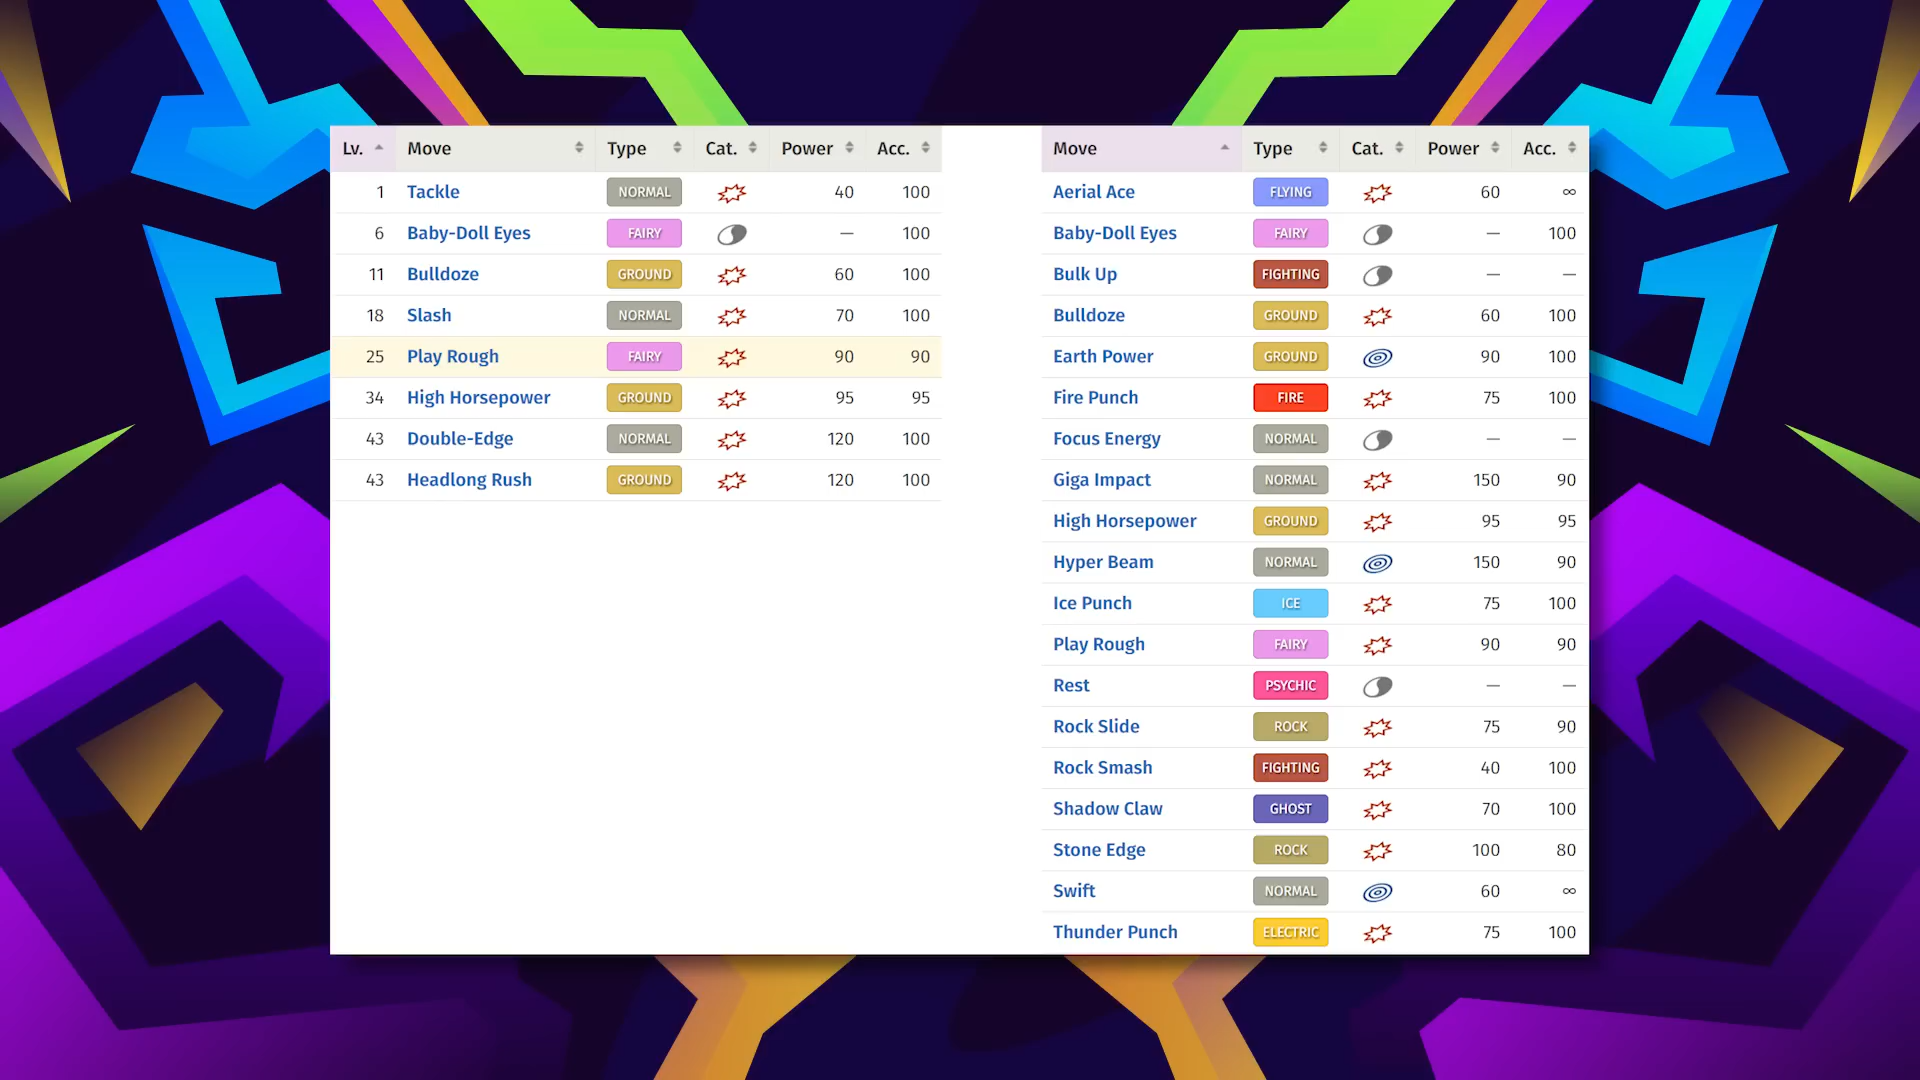 Lv. Move Type Cat. Power Acc.
1 Tackle NORMAL 40 100
6 Baby-Doll Eyes FAIRY — 100
11 Bulldoze GROUND 60 100
18 Slash NORMAL 70 100
25 Play Rough FAIRY 90 90
34 High Horsepower GROUND 95 95
43 Double-Edge NORMAL 120 100
43 Headlong Rush GROUND 120 100
Move Type Cat. Power Acc.
Aerial Ace FLYING 60 ∞
Baby-Doll Eyes FAIRY — 100
Bulk Up FIGHTING — —
Bulldoze GROUND 60 100
Earth Power GROUND 90 100
Fire Punch FIRE 75 100
Focus Energy NORMAL — —
Giga Impact NORMAL 150 90
High Horsepower GROUND 95 95
Hyper Beam NORMAL 150 90
Ice Punch ICE 75 100
Play Rough FAIRY 90 90
Rest PSYCHIC — —
Rock Slide ROCK 75 90
Rock Smash FIGHTING 40 100
Shadow Claw GHOST 70 100
Stone Edge ROCK 100 80
Swift NORMAL 60 ∞
Thunder Punch ELECTRIC 75 100